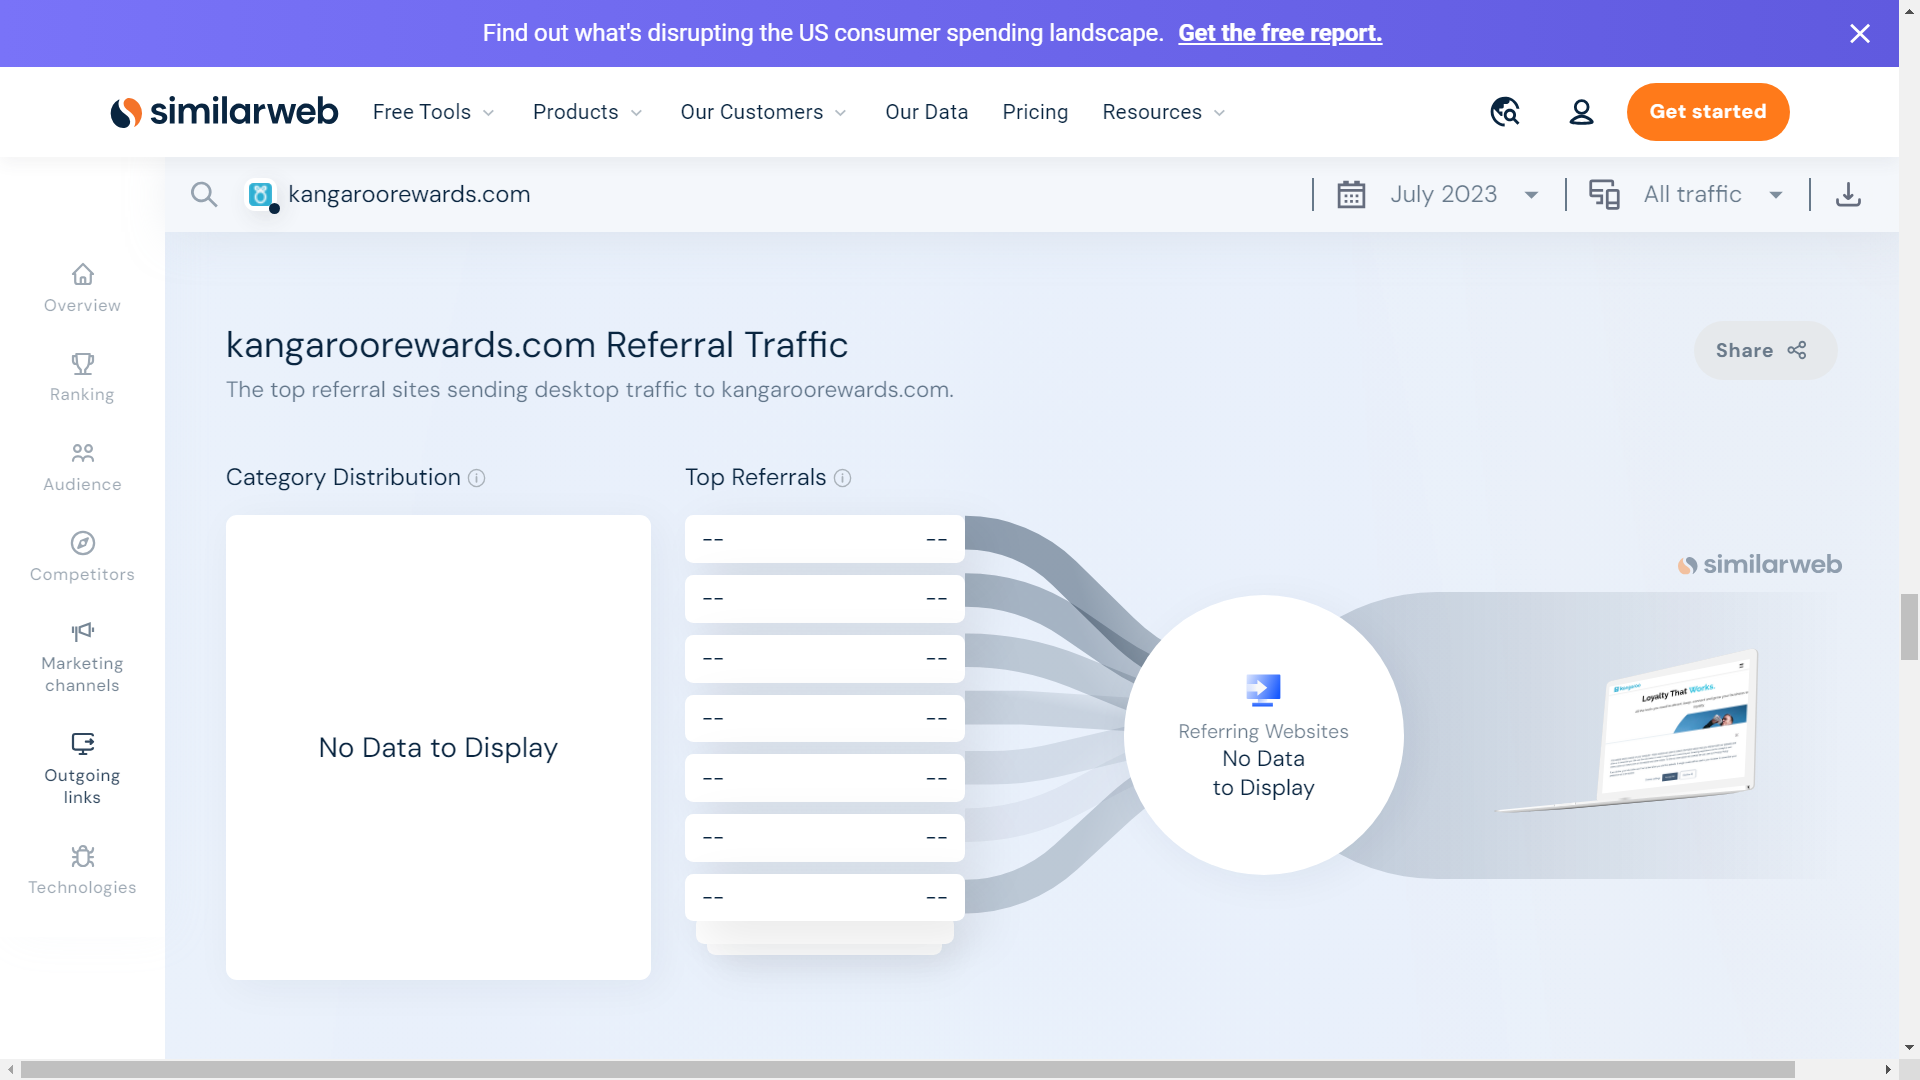 Find out what's disrupting the US consumer spending landscape. Get the free report.
similarweb Free Tools Products Our Customers Our Data Pricing Resources Get started
kangaroorewards.com July 2023 All traffic
Overview
Ranking
Audience
Competitors
Marketing
channels
Outgoing
links
Technologies
kangaroorewards.com Referral Traffic
Share
The top referral sites sending desktop traffic to kangaroorewards.com.
Category Distribution
No Data to Display
Top Referrals
-- --
-- --
-- --
-- --
-- --
-- --
-- --
Referring Websites
No Data
to Display
similarweb
Kangaroo
Loyalty That Works.